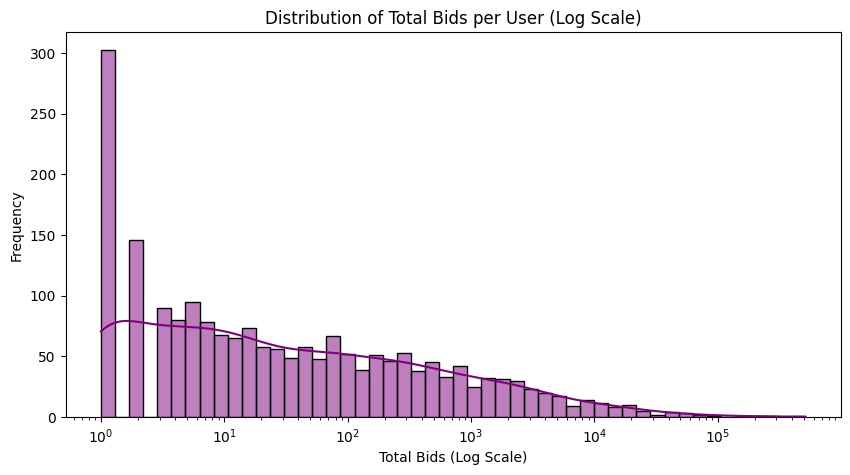 Distribution of Total Bids per User (Log Scale)
Frequency
300
250
200
150
100
50
0
10⁰ 10¹ 10² 10³ 10⁴ 10⁵
Total Bids (Log Scale)